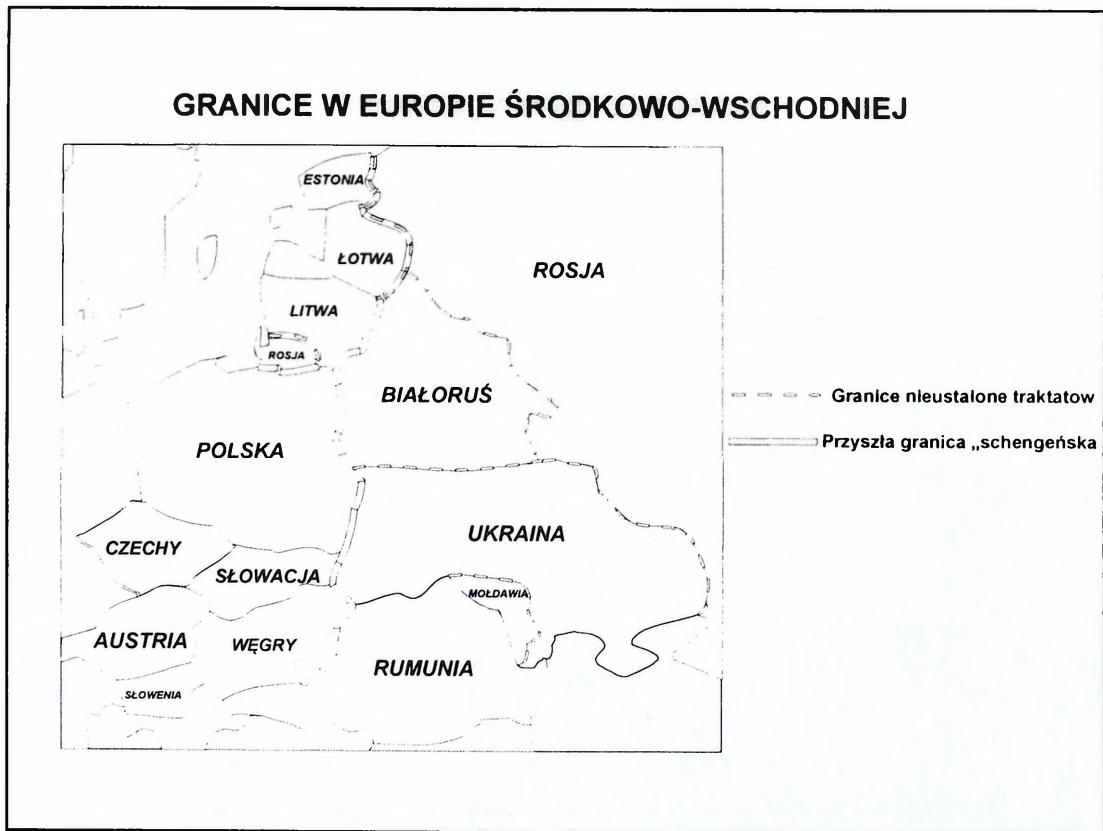 GRANICE W EUROPIE ŚRODKOWO-WSCHODNIEJ
ESTONIA
ŁOTWA
ROSJA
LITWA
ROSJA
BIAŁORUŚ
Granice nieustalone traktatow
POLSKA
Przyszła granica „schengeńska
UKRAINA
CZECHY
SŁOWACJA
MOŁDAWIA
AUSTRIA
WĘGRY
RUMUNIA
SŁOWENIA